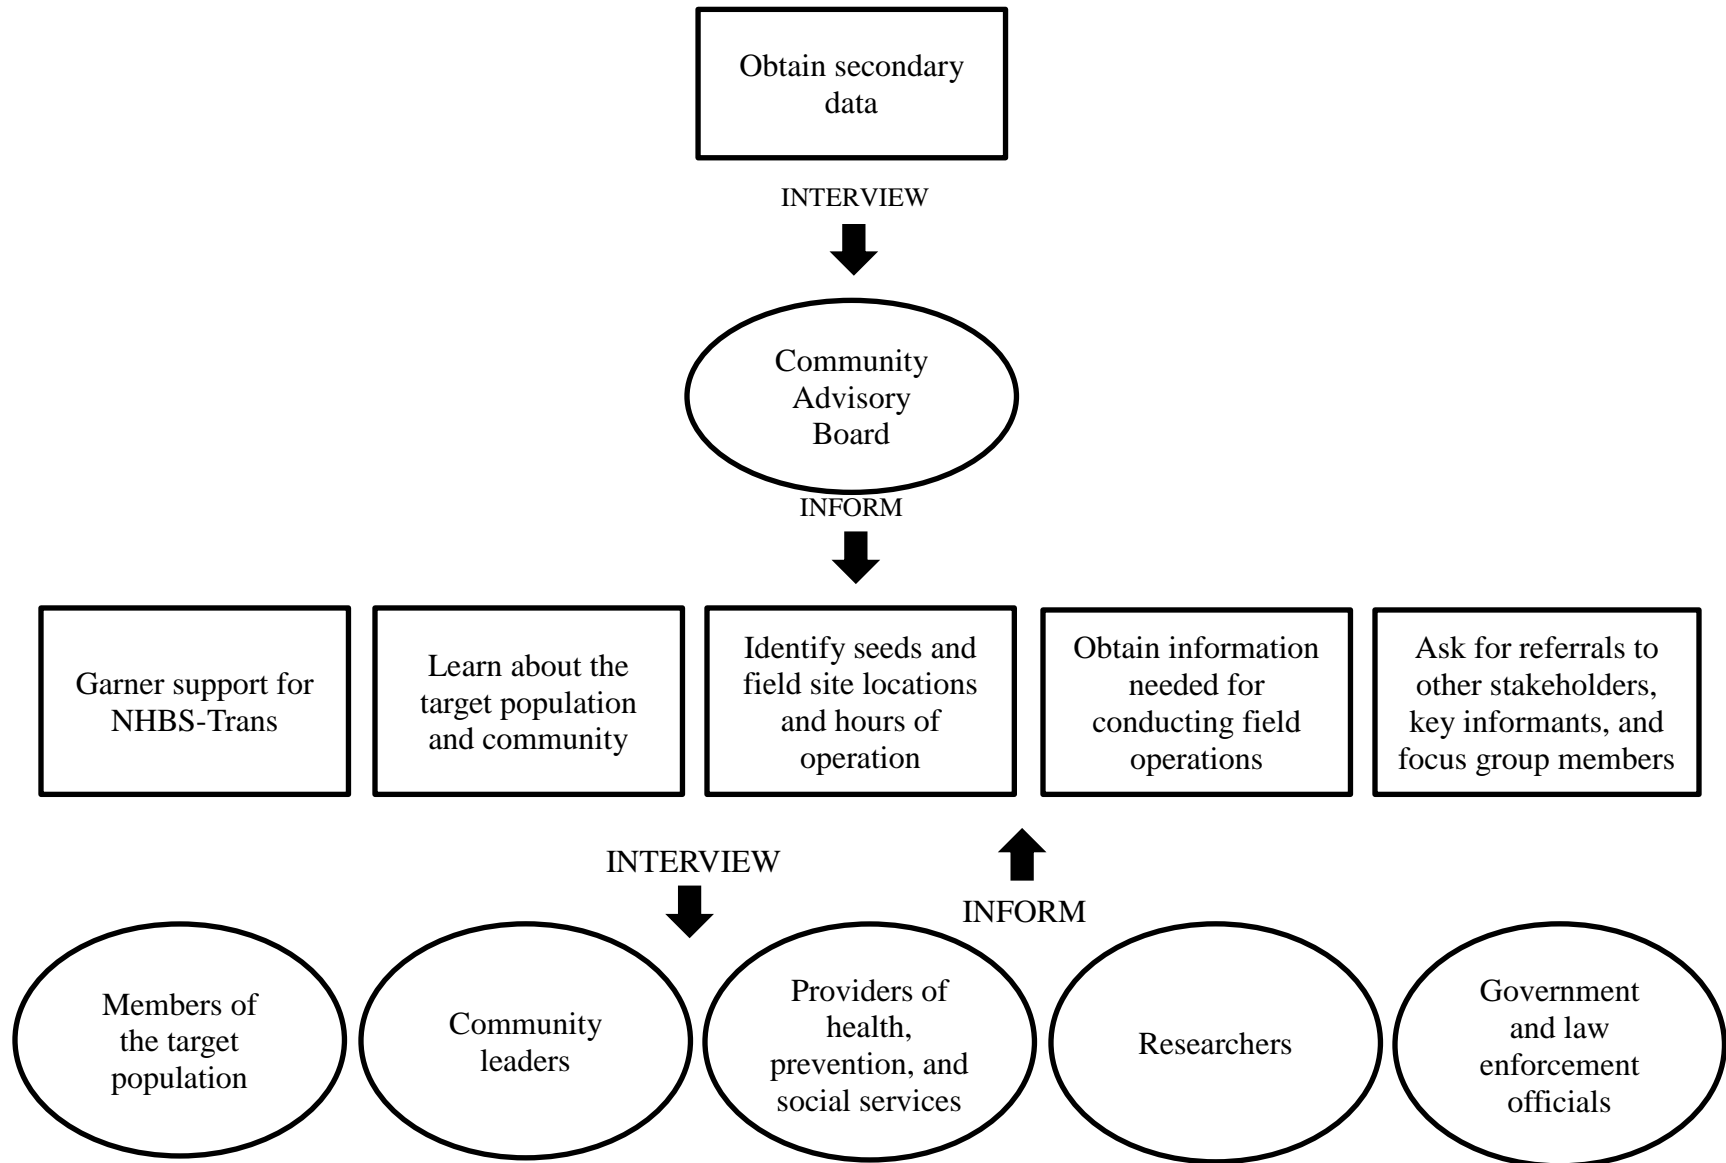 Obtain secondary
data
INTERVIEW
Community
Advisory
Board
INFORM
Garner support for
NHBS-Trans
Learn about the
target population
and community
Identify seeds and
field site locations
and hours of
operation
Obtain information
needed for
conducting field
operations
Ask for referrals to
other stakeholders,
key informants, and
focus group members
INTERVIEW
INFORM
Members of
the target
population
Community
leaders
Providers of
health,
prevention, and
social services
Researchers
Government
and law
enforcement
officials